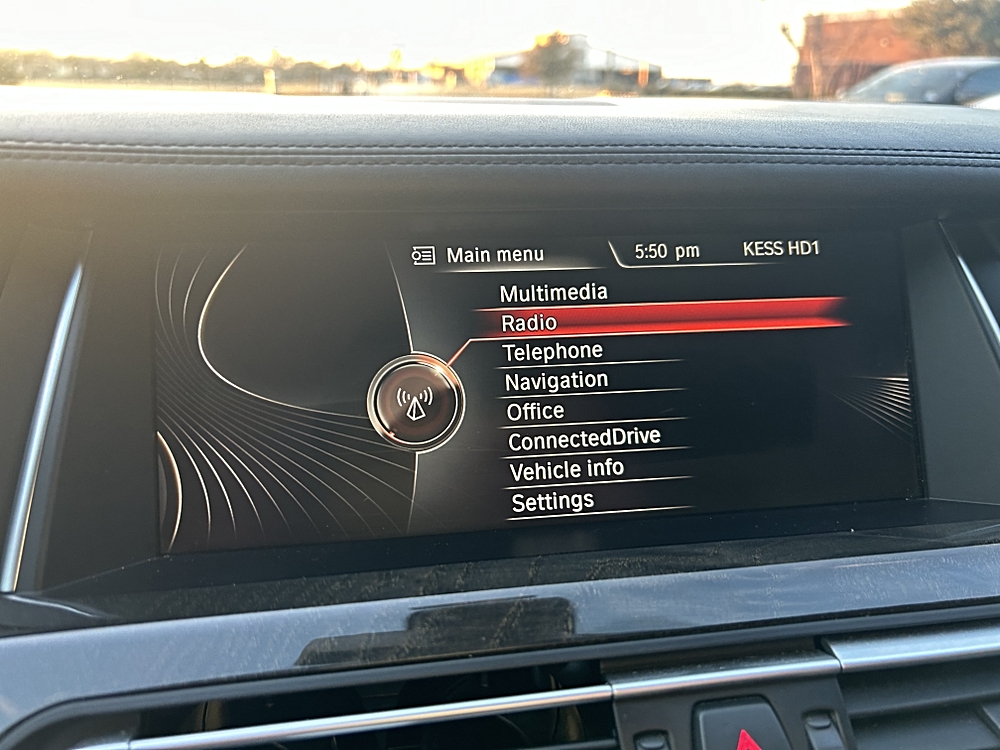 Main menu 5:50 pm KESS HD1
Multimedia
Radio
Telephone
Navigation
Office
ConnectedDrive
Vehicle info
Settings